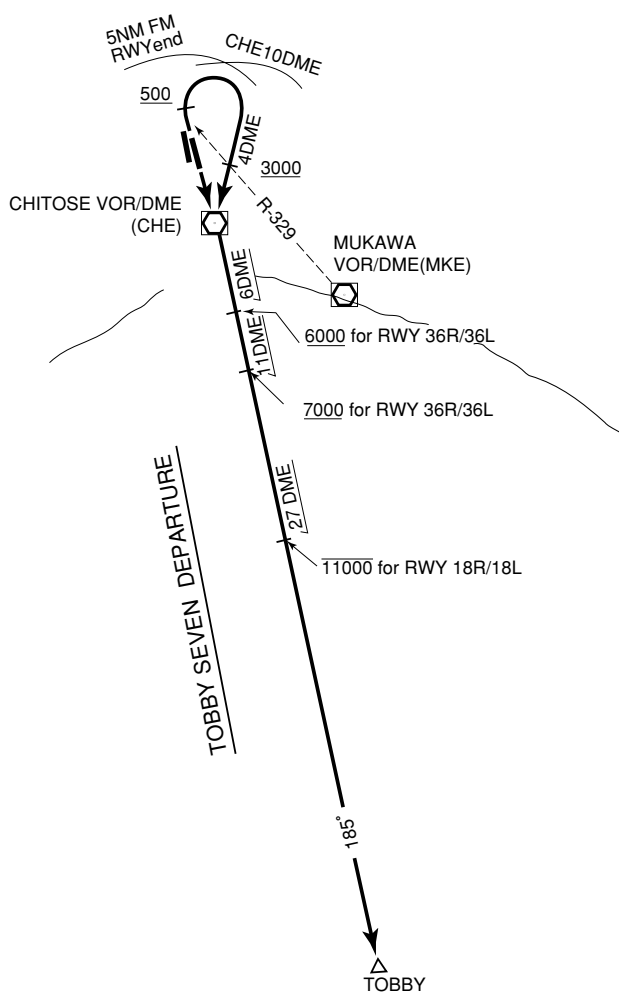 5NM FM
RWYend
CHE10DME
500
4DME
3000
CHITOSE VOR/DME
(CHE)
R-329
MUKAWA
VOR/DME(MKE)
6DME
6000 for RWY 36R/36L
11DME
7000 for RWY 36R/36L
TOBBY SEVEN DEPARTURE
27 DME
11000 for RWY 18R/18L
185°
TOBBY